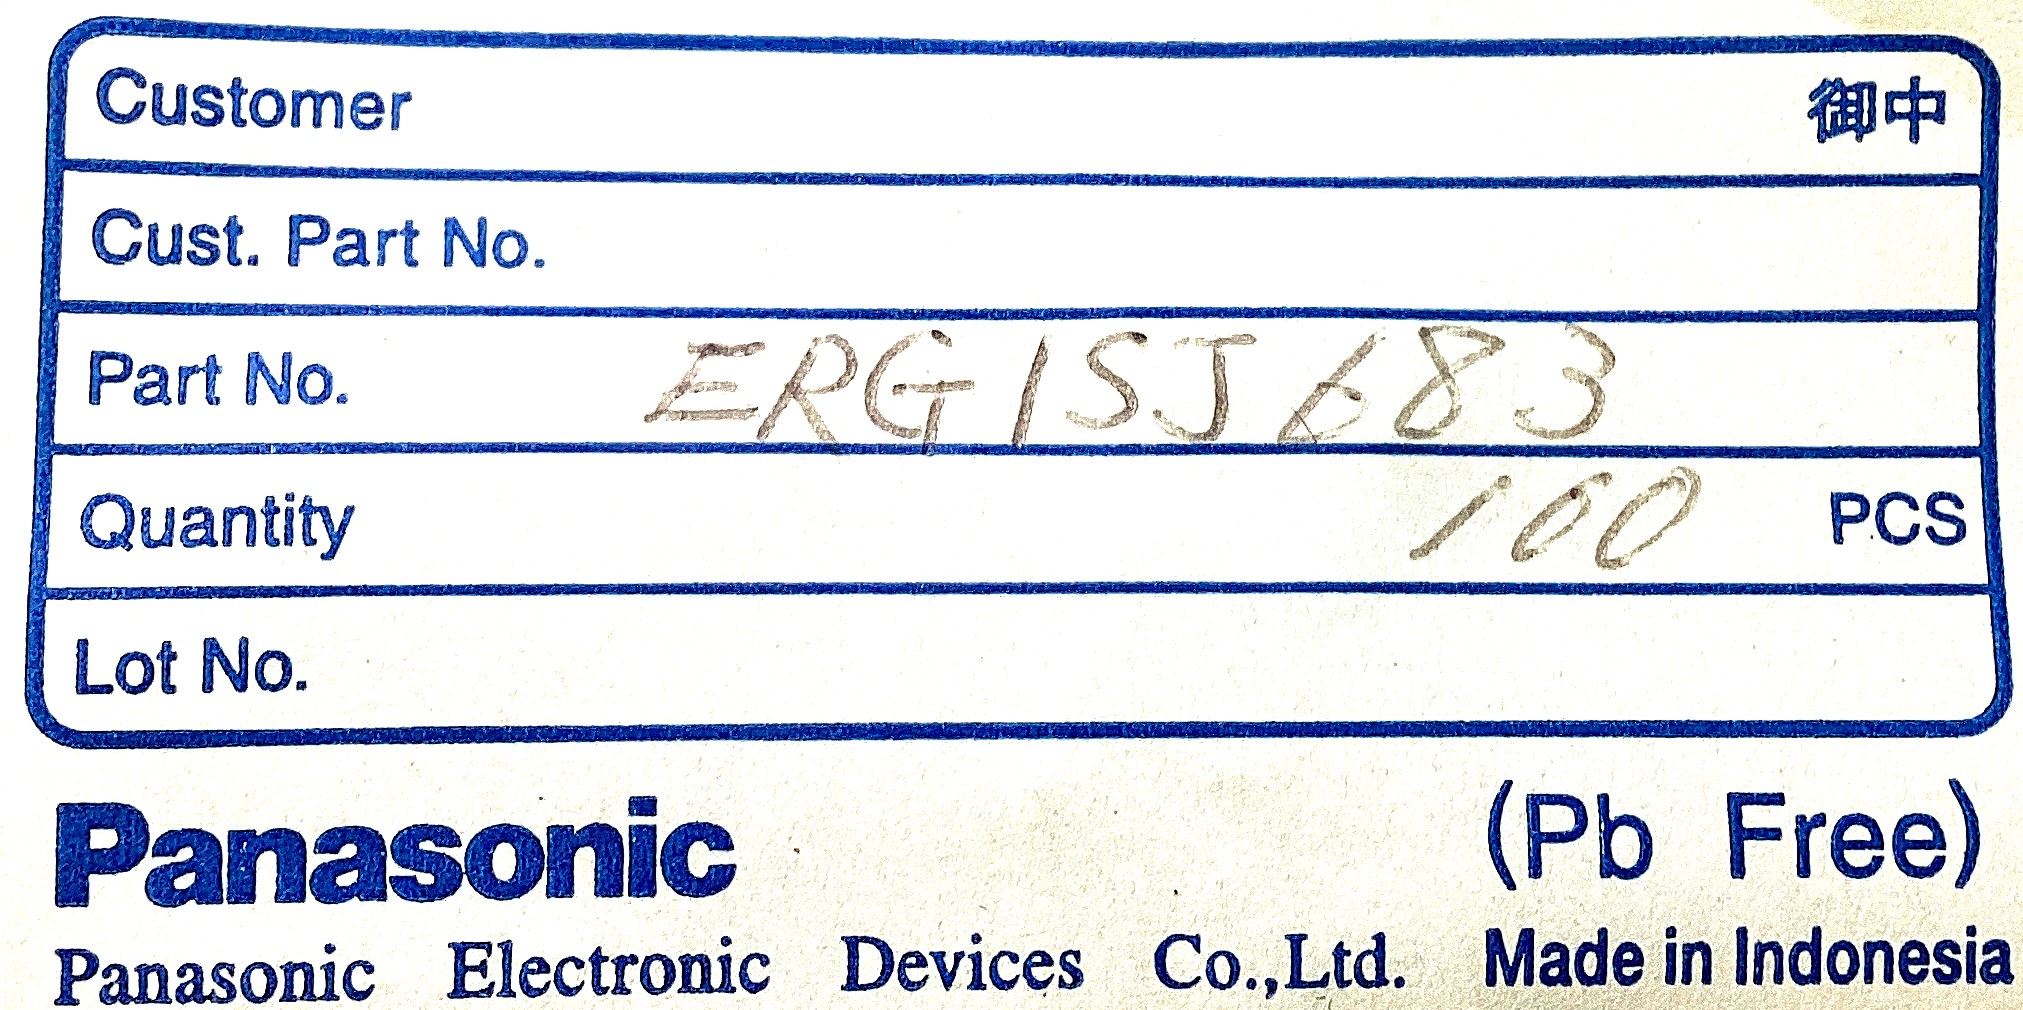 Customer 御中
Cust. Part No.
Part No. ERG1SJ683
Quantity 100 PCS
Lot No.
Panasonic (Pb Free)
Panasonic Electronic Devices Co.,Ltd. Made in Indonesia